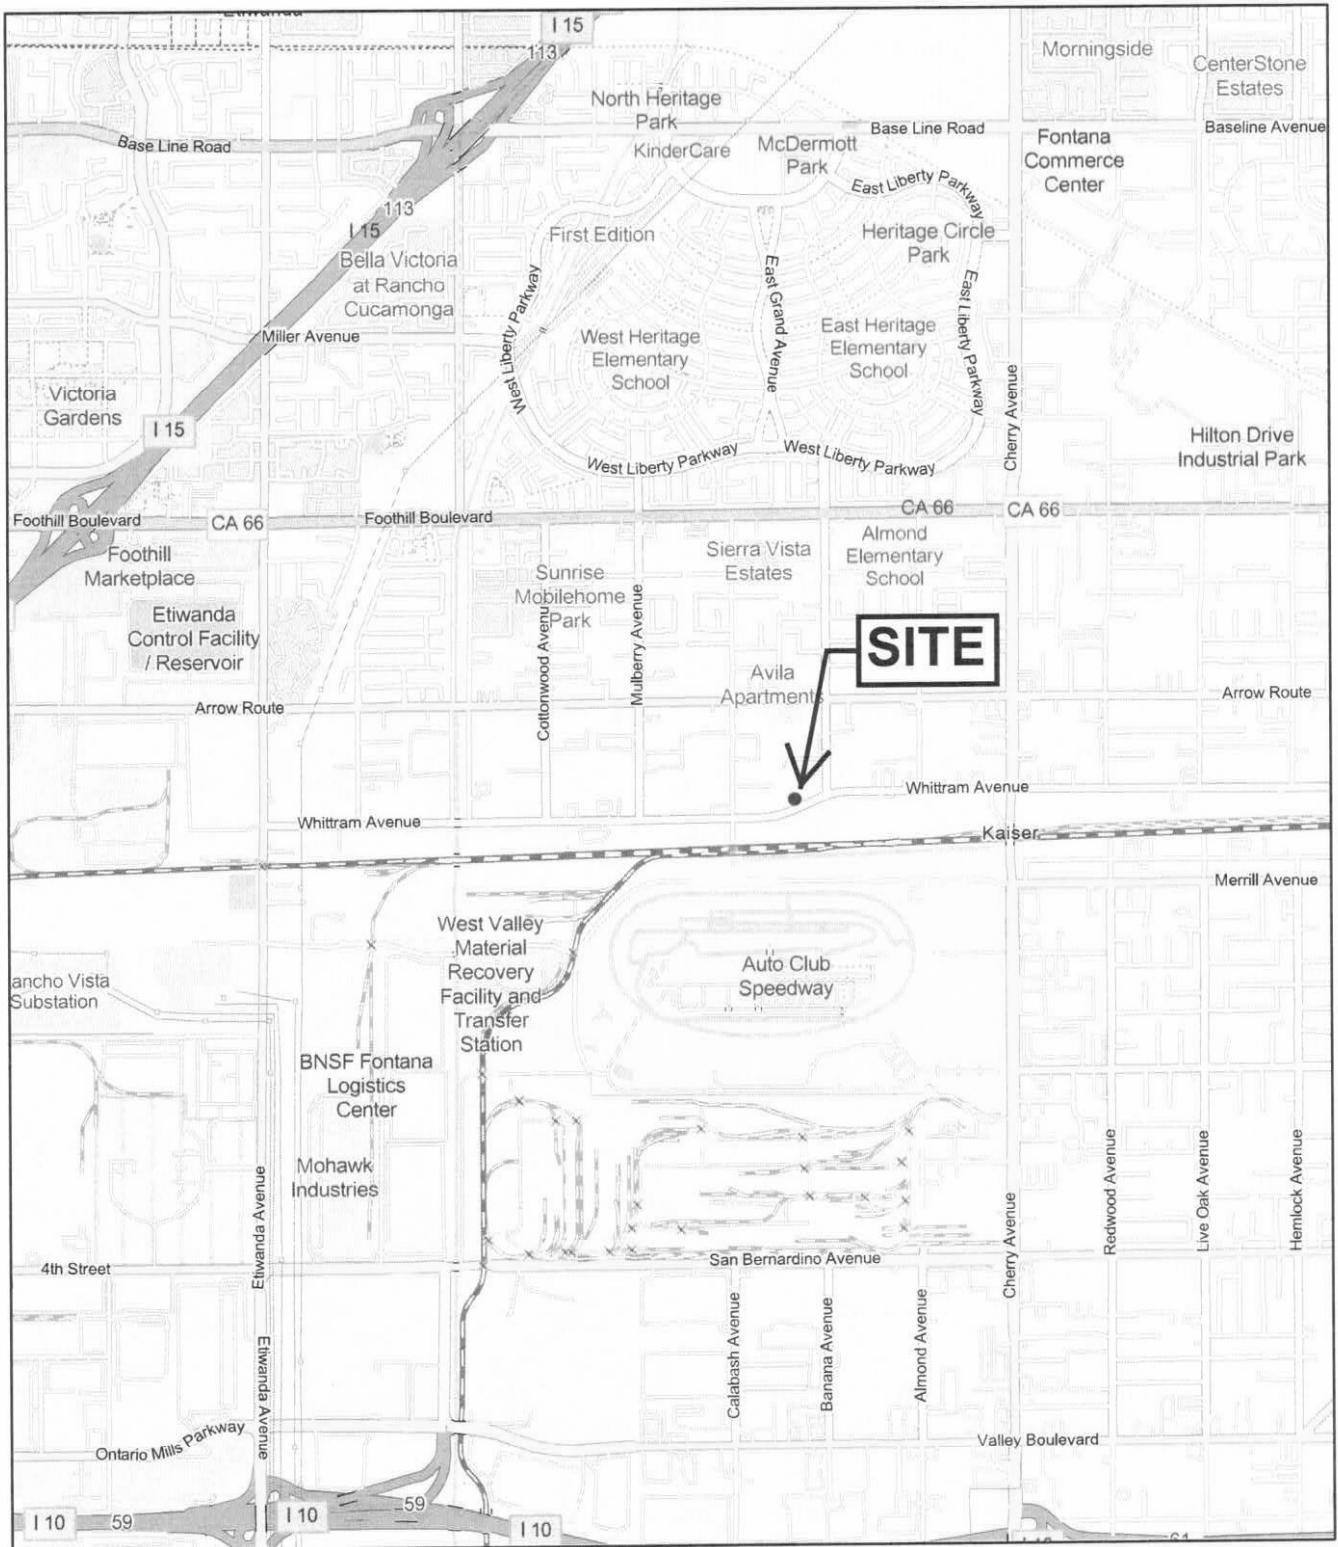 Etiwanda
I 15
113
Morningside
CenterStone
Estates
North Heritage
Park
Base Line Road
Base Line Road
Baseline Avenue
KinderCare
McDermott
Park
Fontana
Commerce
Center
East Liberty Parkway
113
I 15
First Edition
Heritage Circle
Park
Bella Victoria
at Rancho
Cucamonga
West Liberty Parkway
East Grand Avenue
East Liberty Parkway
Miller Avenue
West Heritage
Elementary
School
East Heritage
Elementary
School
Victoria
Gardens
I 15
Cherry Avenue
Hilton Drive
Industrial Park
West Liberty Parkway
West Liberty Parkway
Foothill Boulevard
CA 66
Foothill Boulevard
CA 66
CA 66
Foothill
Marketplace
Sierra Vista
Estates
Almond
Elementary
School
Sunrise
Mobilehome
Park
Etiwanda
Control Facility
/ Reservoir
Cottonwood Avenu
Mulberry Avenue
SITE
Avila
Apartments
Arrow Route
Arrow Route
Whittram Avenue
Whittram Avenue
Kaiser
Merrill Avenue
West Valley
Material
Recovery
Facility and
Transfer
Station
Auto Club
Speedway
ancho Vista
Substation
BNSF Fontana
Logistics
Center
Mohawk
Industries
Etiwanda Avenue
Cherry Avenue
Redwood Avenue
Live Oak Avenue
Hemlock Avenue
4th Street
San Bernardino Avenue
Calabash Avenue
Banana Avenue
Almond Avenue
Etiwanda Avenue
Ontario Mills Parkway
Valley Boulevard
I 10
59
I 10
59
I 10